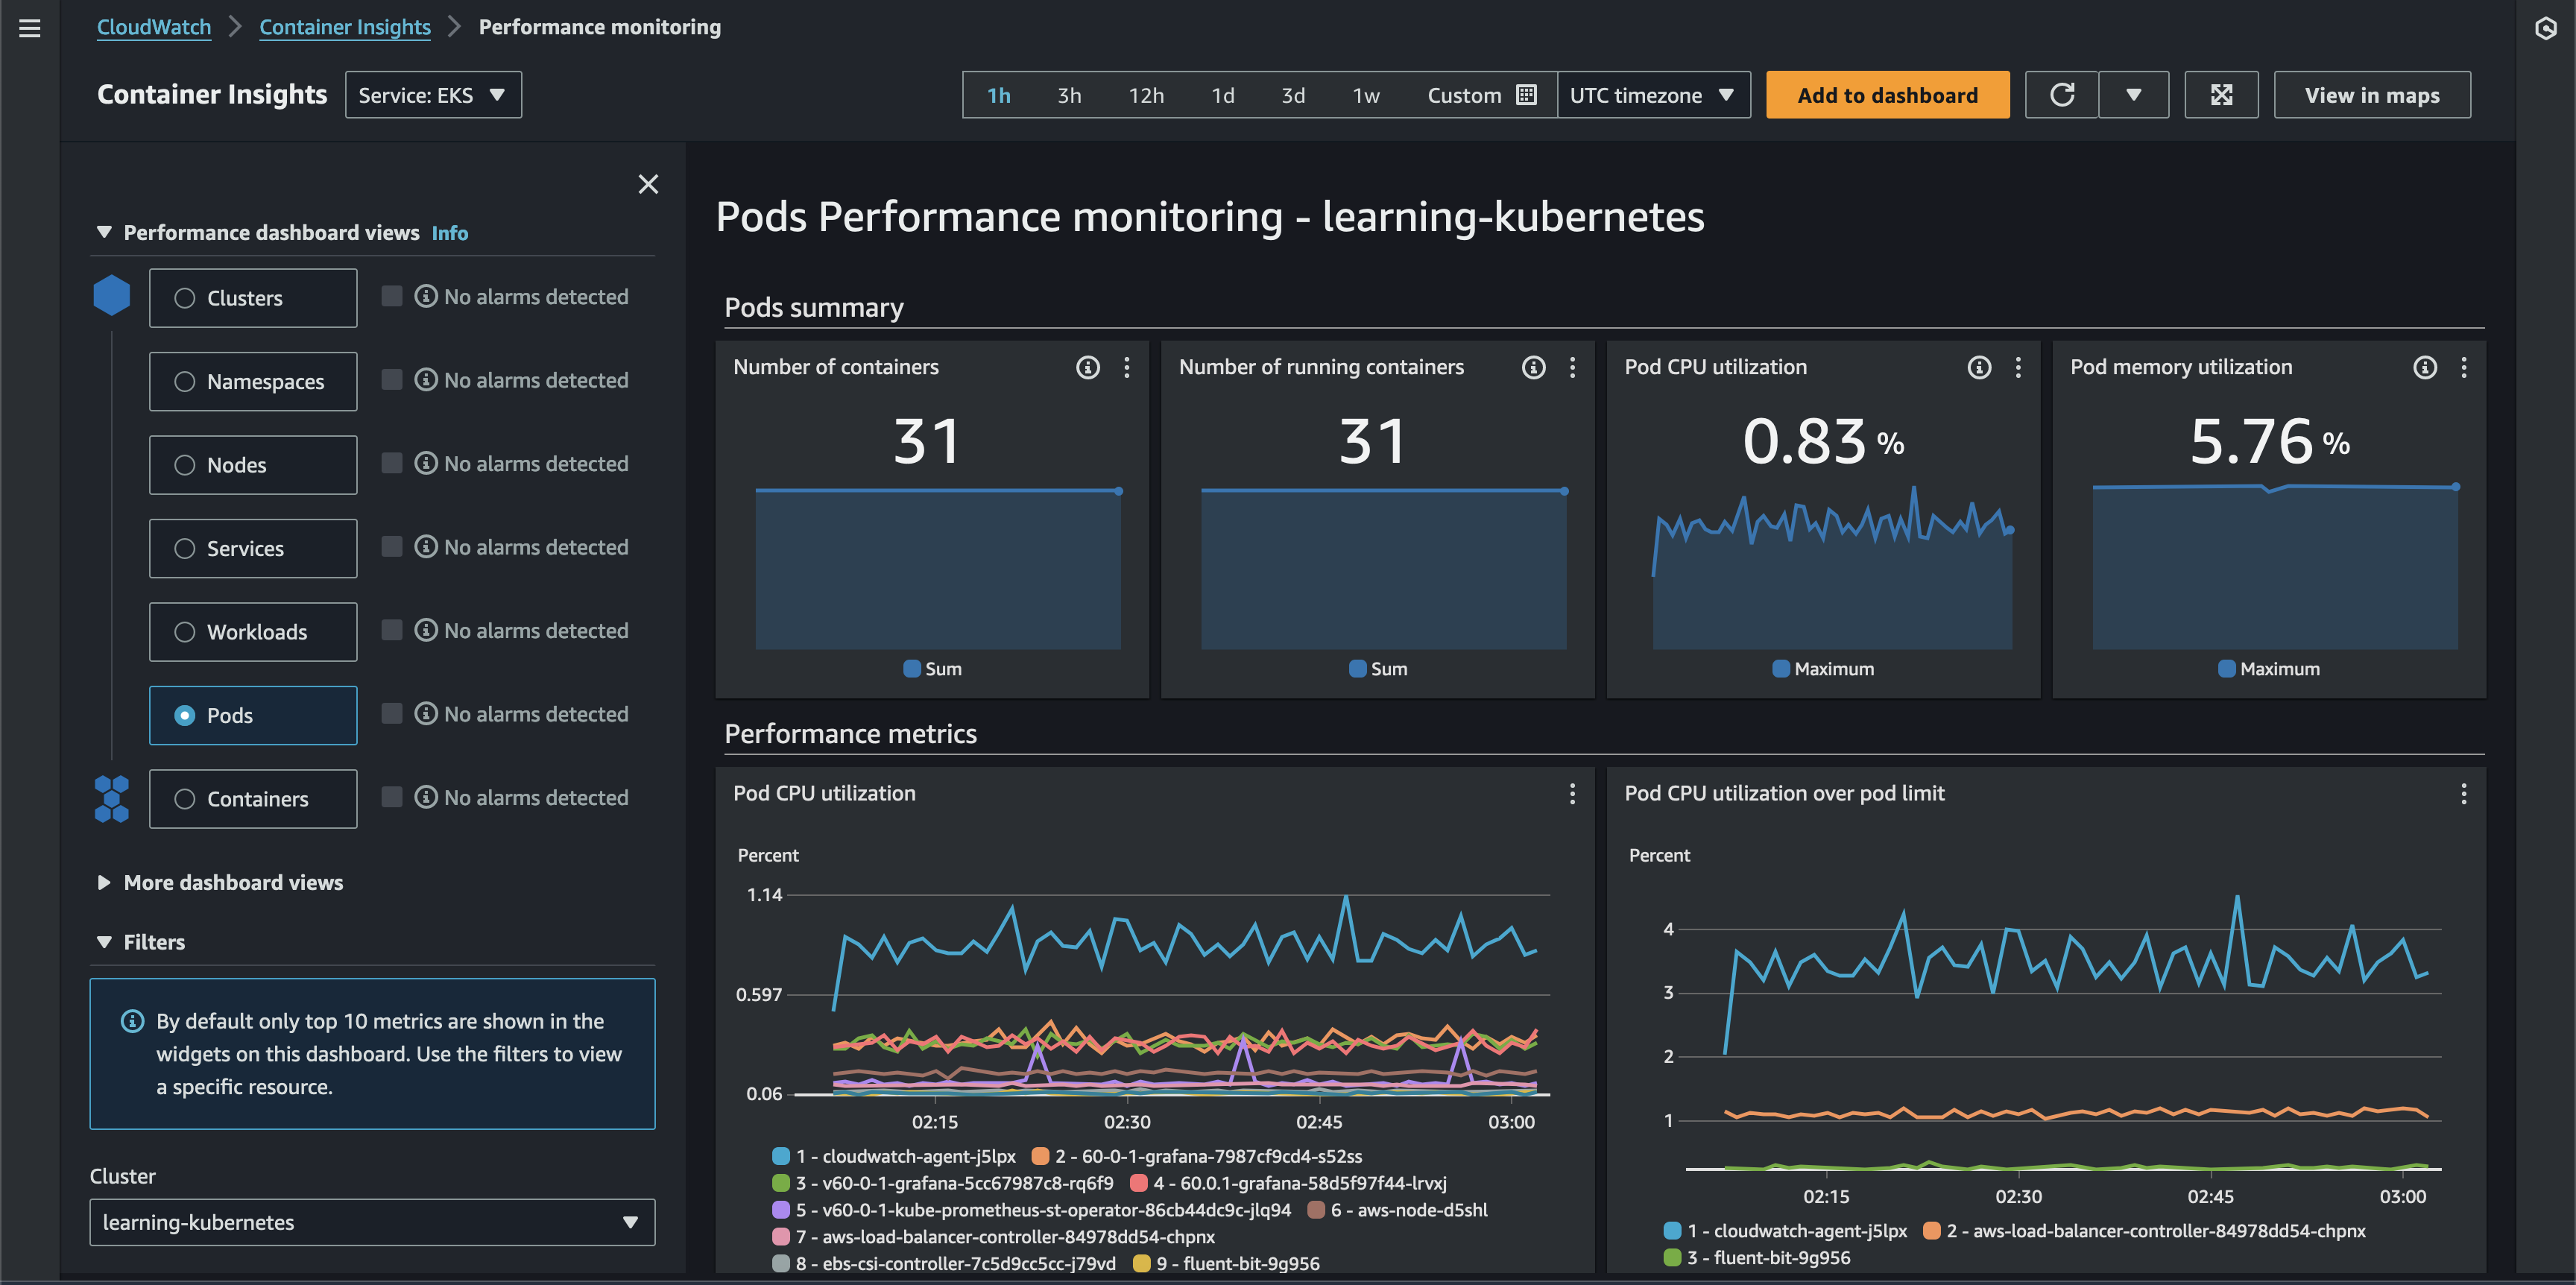 CloudWatch > Container Insights > Performance monitoring
Container Insights Service: EKS 1h 3h 12h 1d 3d 1w Custom UTC timezone Add to dashboard View in maps
Performance dashboard views Info
Clusters No alarms detected
Namespaces No alarms detected
Nodes No alarms detected
Services No alarms detected
Workloads No alarms detected
Pods No alarms detected
Containers No alarms detected
More dashboard views
Filters
By default only top 10 metrics are shown in the
widgets on this dashboard. Use the filters to view
a specific resource.
Cluster
learning-kubernetes
Pods Performance monitoring - learning-kubernetes
Pods summary
Number of containers
31
Sum
Number of running containers
31
Sum
Pod CPU utilization
0.83 %
Maximum
Pod memory utilization
5.76 %
Maximum
Performance metrics
Pod CPU utilization
Percent
1.14
0.597
0.06
02:15 02:30 02:45 03:00
1 - cloudwatch-agent-j5lpx 2 - 60-0-1-grafana-7987cf9cd4-s52ss
3 - v60-0-1-grafana-5cc67987c8-rq6f9 4 - 60.0.1-grafana-58d5f97f44-lrvxj
5 - v60-0-1-kube-prometheus-st-operator-86cb44dc9c-jlq94 6 - aws-node-d5shl
7 - aws-load-balancer-controller-84978dd54-chpnx
8 - ebs-csi-controller-7c5d9cc5cc-j79vd 9 - fluent-bit-9g956
Pod CPU utilization over pod limit
Percent
4
3
2
1
02:15 02:30 02:45 03:00
1 - cloudwatch-agent-j5lpx 2 - aws-load-balancer-controller-84978dd54-chpnx
3 - fluent-bit-9g956